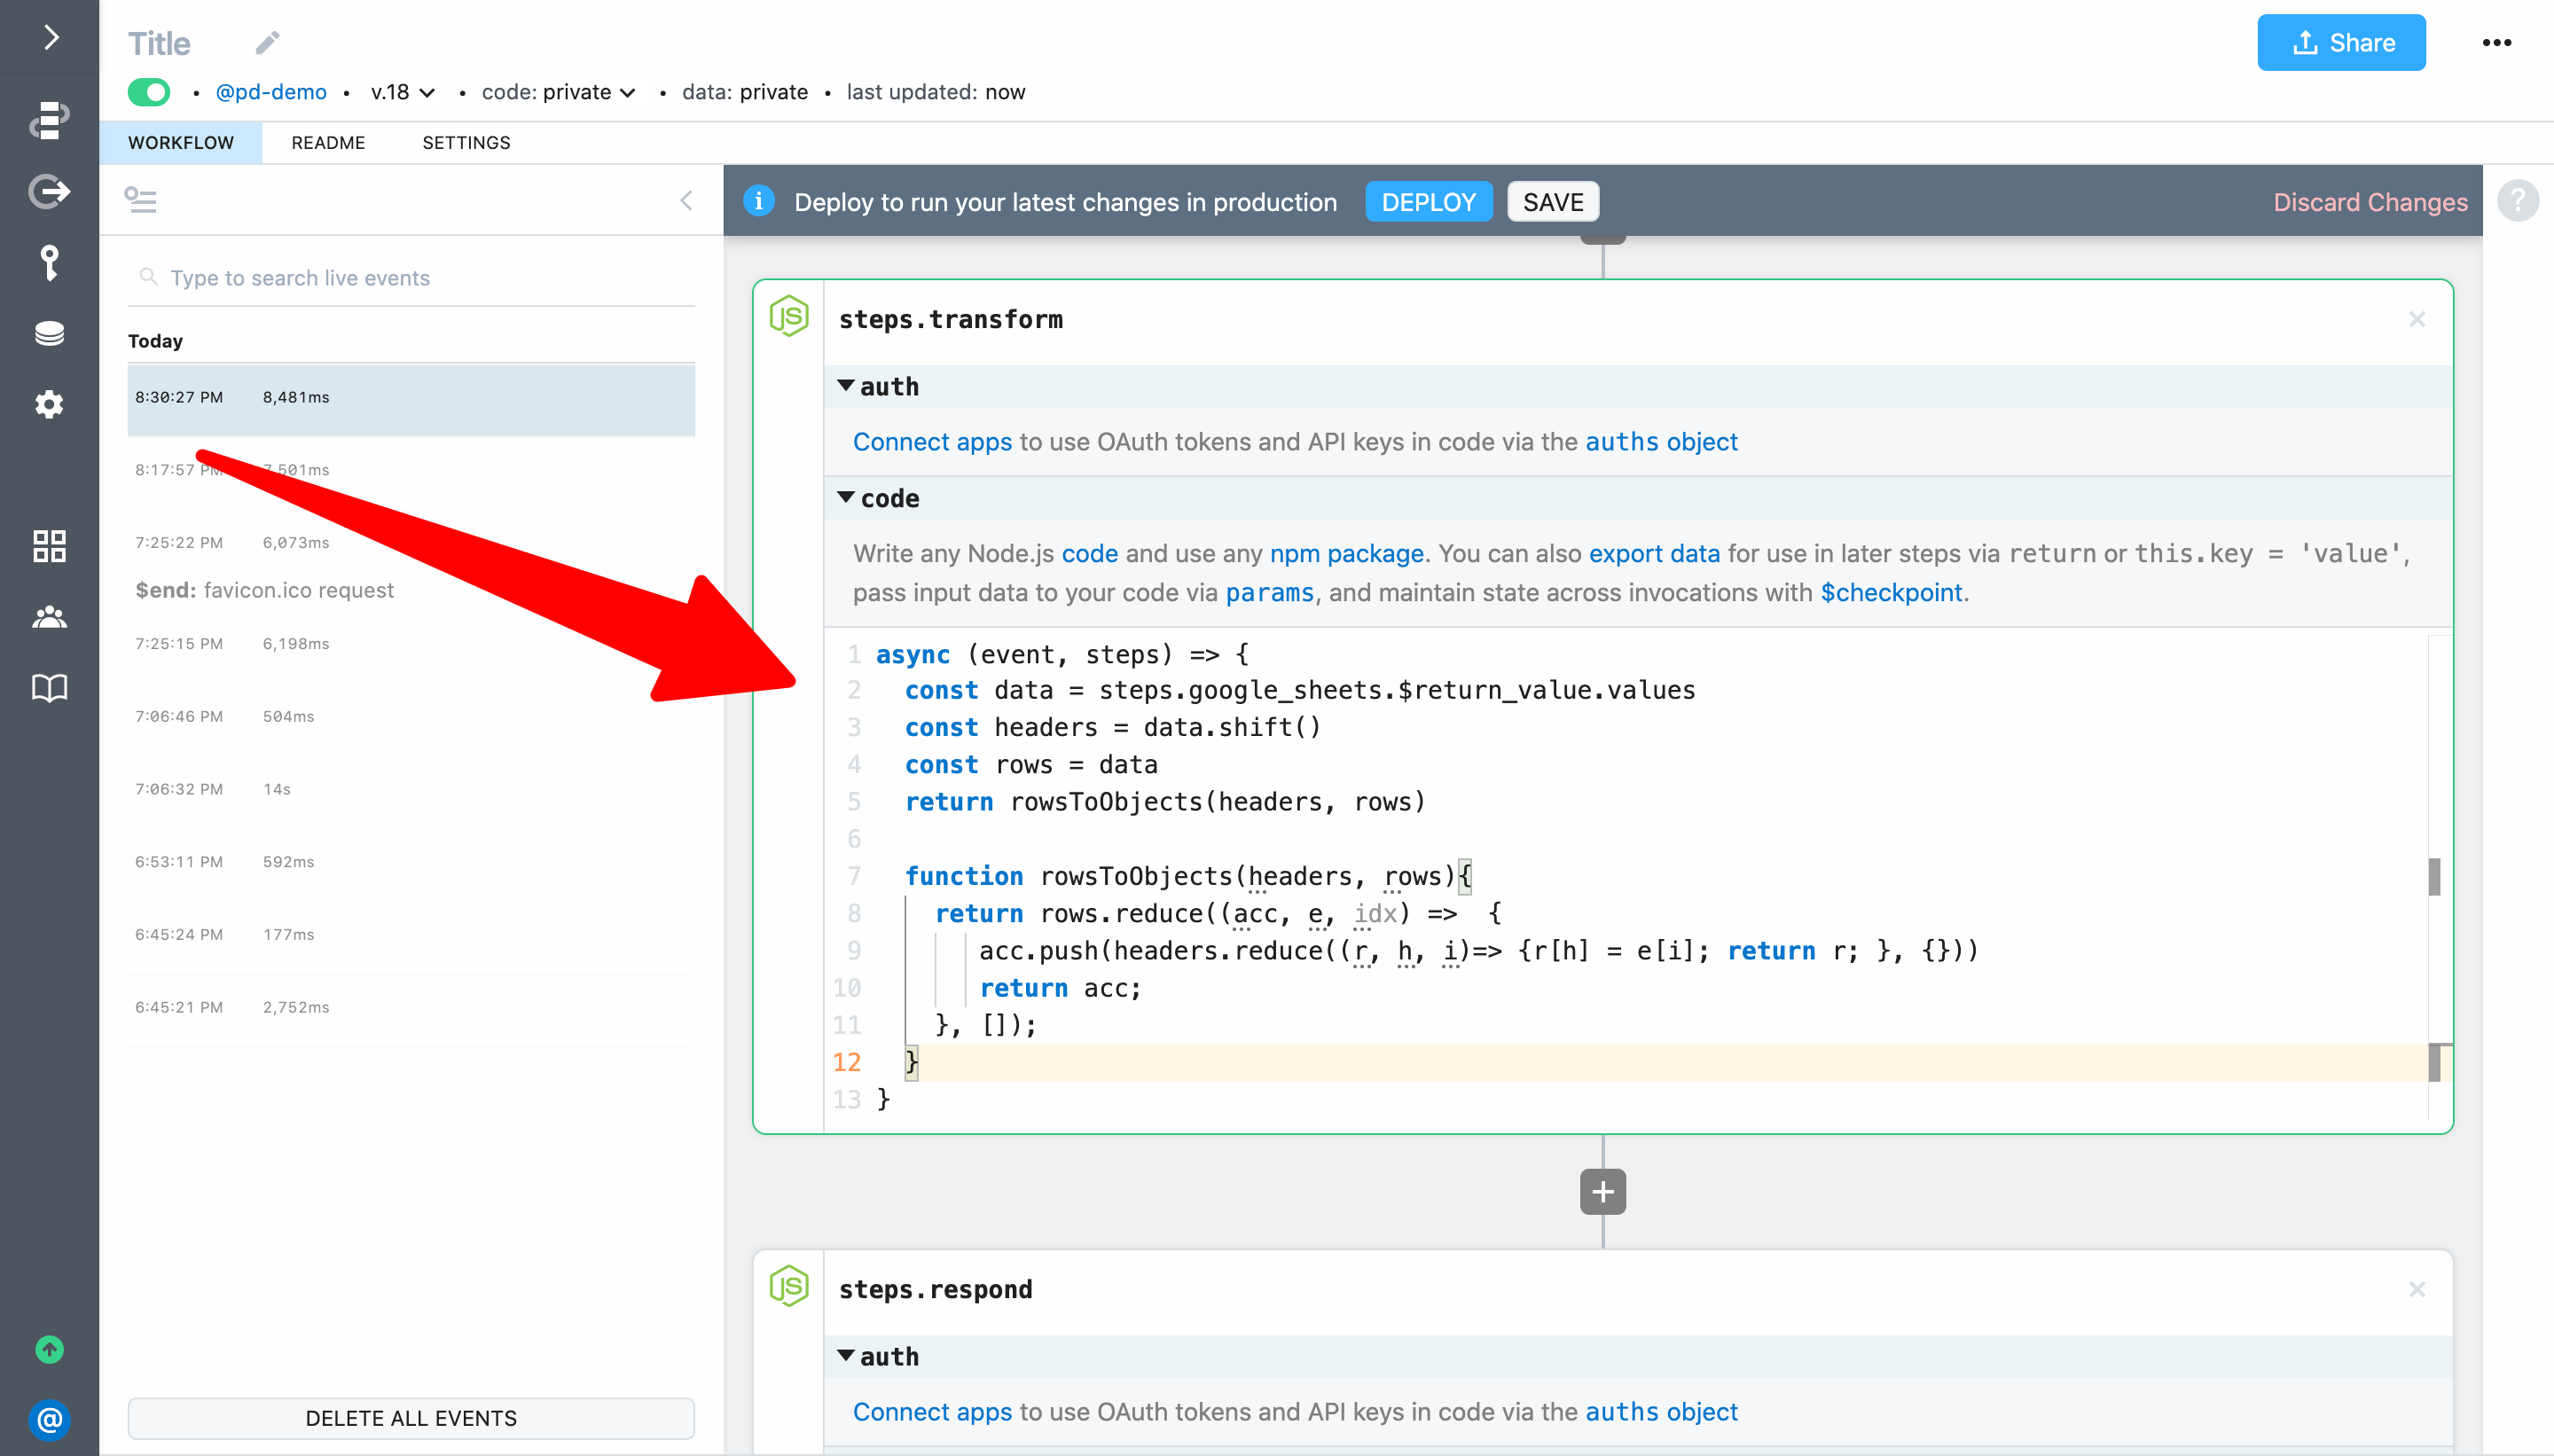 Title
Share
@pd-demo • v.18 • code: private • data: private • last updated: now
WORKFLOW README SETTINGS
Deploy to run your latest changes in production DEPLOY SAVE Discard Changes ?
Type to search live events
Today
8:30:27 PM 8,481ms
8:17:57 PM 7,501ms
7:25:22 PM 6,073ms
$end: favicon.ico request
7:25:15 PM 6,198ms
7:06:46 PM 504ms
7:06:32 PM 14s
6:53:11 PM 592ms
6:45:24 PM 177ms
6:45:21 PM 2,752ms
DELETE ALL EVENTS
JS steps.transform
auth
Connect apps to use OAuth tokens and API keys in code via the auths object
code
Write any Node.js code and use any npm package. You can also export data for use in later steps via return or this.key = 'value',
pass input data to your code via params, and maintain state across invocations with $checkpoint.
1 async (event, steps) => {
2 const data = steps.google_sheets.$return_value.values
3 const headers = data.shift()
4 const rows = data
5 return rowsToObjects(headers, rows)
6
7 function rowsToObjects(headers, rows){
8 return rows.reduce((acc, e, idx) => {
9 acc.push(headers.reduce((r, h, i)=> {r[h] = e[i]; return r; }, {}))
10 return acc;
11 }, []);
12 }
13 }
JS steps.respond
auth
Connect apps to use OAuth tokens and API keys in code via the auths object